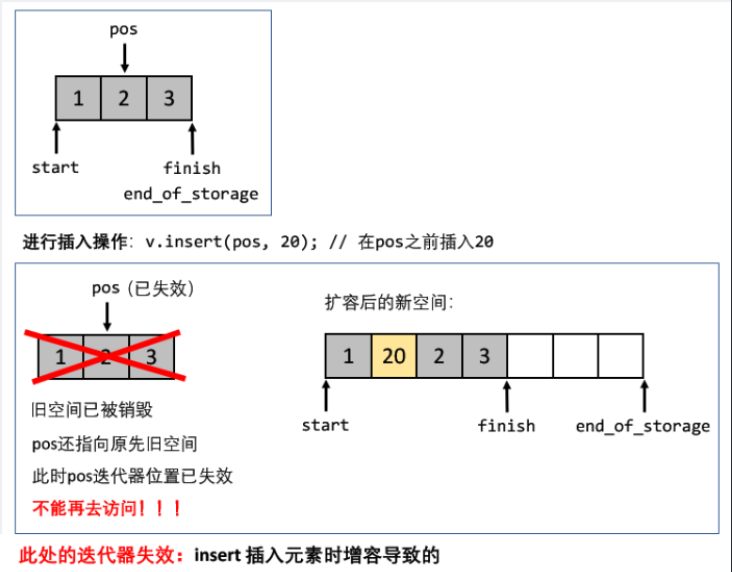 pos
1 2 3
start finish
end_of_storage
进行插入操作：v.insert(pos, 20); // 在pos之前插入20
pos (已失效)
1 2 3
旧空间已被销毁
pos还指向原先旧空间
此时pos迭代器位置已失效
不能再去访问！！！
扩容后的新空间：
1 20 2 3
start finish end_of_storage
此处的迭代器失效：insert 插入元素时增容导致的